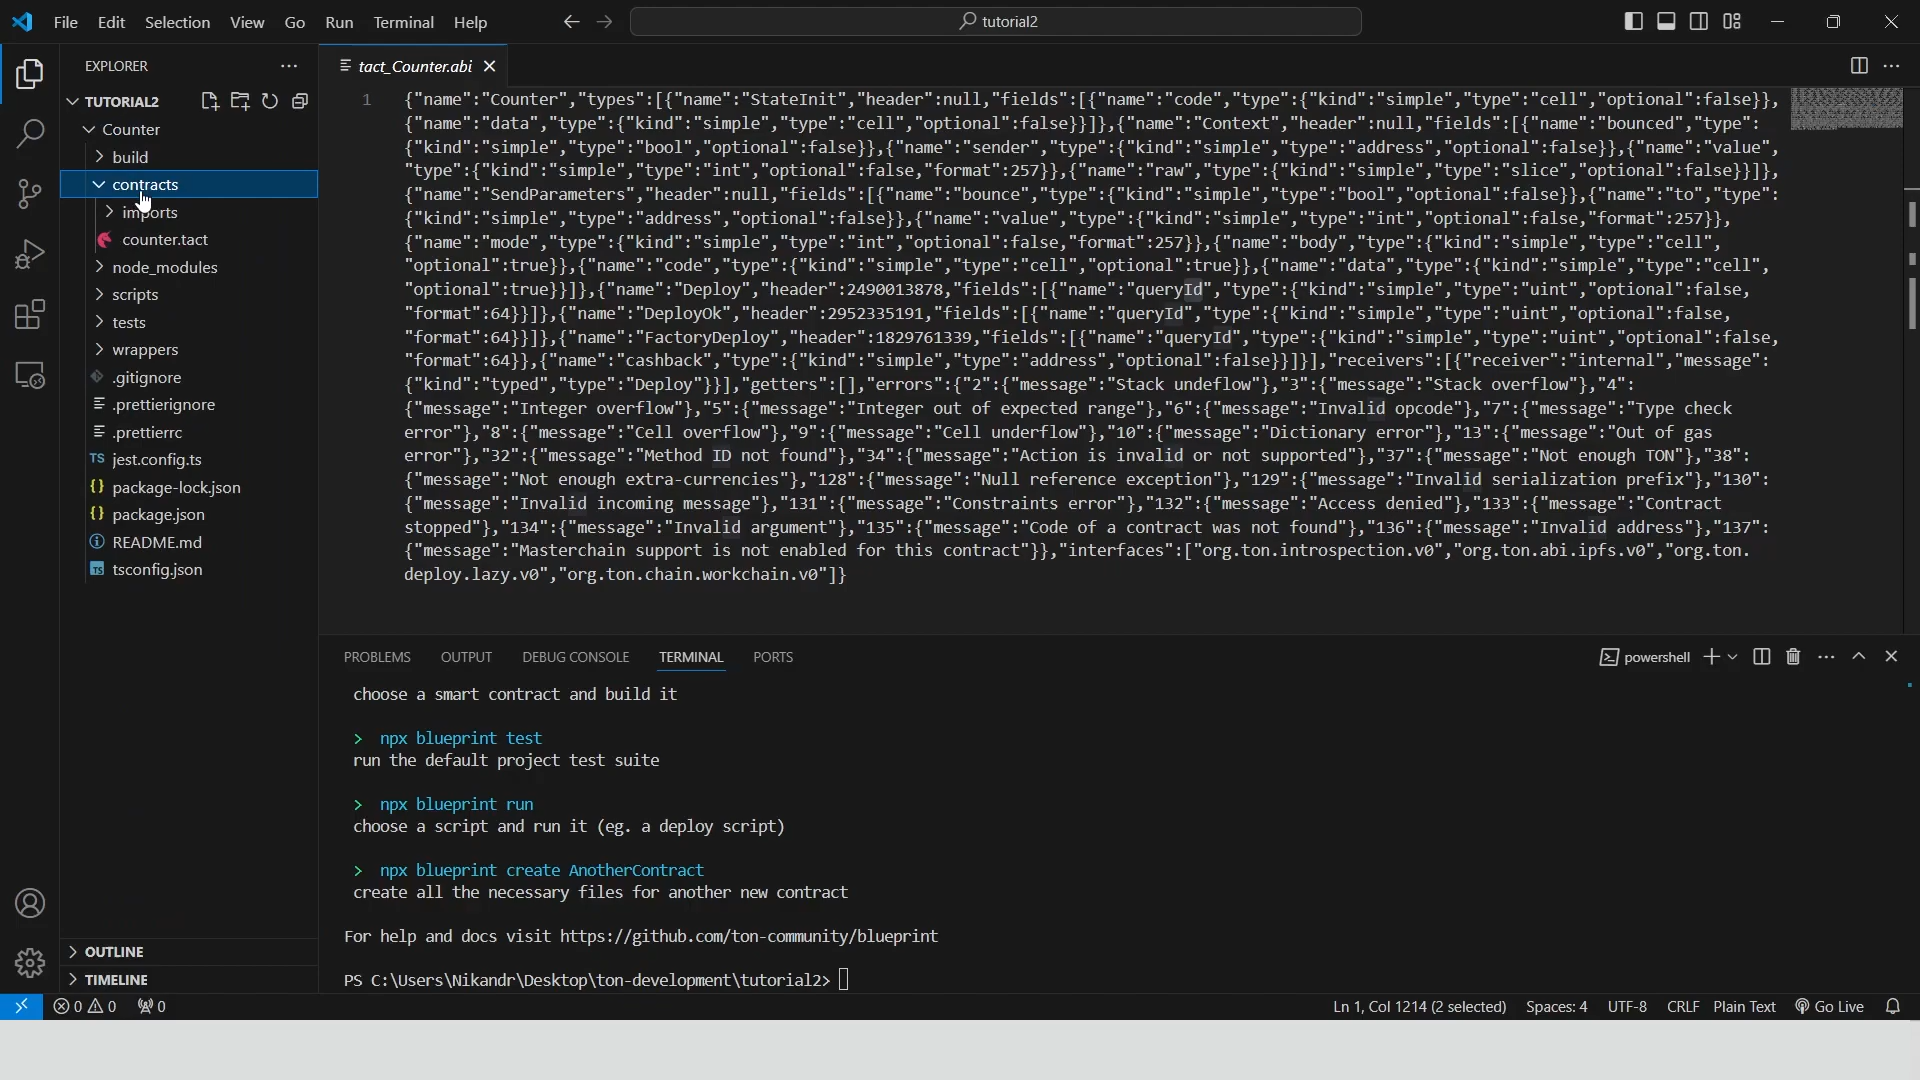 File Edit Selection View Go Run Terminal Help
tutorial2
EXPLORER
TUTORIAL2
Counter
build
contracts
imports
counter.tact
node_modules
scripts
tests
wrappers
.gitignore
.prettierignore
.prettierrc
TS jest.config.ts
{} package-lock.json
{} package.json
README.md
TS tsconfig.json
OUTLINE
TIMELINE
tact_Counter.abi
1 {"name":"Counter","types":[{"name":"StateInit","header":null,"fields":[{"name":"code","type":{"kind":"simple","type":"cell","optional":false}},
{"name":"data","type":{"kind":"simple","type":"cell","optional":false}}]},{"name":"Context","header":null,"fields":[{"name":"bounced","type":
{"kind":"simple","type":"bool","optional":false}},{"name":"sender","type":{"kind":"simple","type":"address","optional":false}},{"name":"value",
"type":{"kind":"simple","type":"int","optional":false,"format":257}},{"name":"raw","type":{"kind":"simple","type":"slice","optional":false}}]},
{"name":"SendParameters","header":null,"fields":[{"name":"bounce","type":{"kind":"simple","type":"bool","optional":false}},{"name":"to","type":
{"kind":"simple","type":"address","optional":false}},{"name":"value","type":{"kind":"simple","type":"int","optional":false,"format":257}},
{"name":"mode","type":{"kind":"simple","type":"int","optional":false,"format":257}},{"name":"body","type":{"kind":"simple","type":"cell",
"optional":true}},{"name":"code","type":{"kind":"simple","type":"cell","optional":true}},{"name":"data","type":{"kind":"simple","type":"cell",
"optional":true}}]},{"name":"Deploy","header":2490013878,"fields":[{"name":"queryId","type":{"kind":"simple","type":"uint","optional":false,
"format":64}}]},{"name":"DeployOk","header":2952335191,"fields":[{"name":"queryId","type":{"kind":"simple","type":"uint","optional":false,
"format":64}}]},{"name":"FactoryDeploy","header":1829761339,"fields":[{"name":"queryId","type":{"kind":"simple","type":"uint","optional":false,
"format":64}},{"name":"cashback","type":{"kind":"simple","type":"address","optional":false}}]}],"receivers":[{"receiver":"internal","message":
{"kind":"typed","type":"Deploy"}}],"getters":[],"errors":{"2":{"message":"Stack undeflow"},"3":{"message":"Stack overflow"},"4":
{"message":"Integer overflow"},"5":{"message":"Integer out of expected range"},"6":{"message":"Invalid opcode"},"7":{"message":"Type check
error"},"8":{"message":"Cell overflow"},"9":{"message":"Cell underflow"},"10":{"message":"Dictionary error"},"13":{"message":"Out of gas
error"},"32":{"message":"Method ID not found"},"34":{"message":"Action is invalid or not supported"},"37":{"message":"Not enough TON"},"38":
{"message":"Not enough extra-currencies"},"128":{"message":"Null reference exception"},"129":{"message":"Invalid serialization prefix"},"130":
{"message":"Invalid incoming message"},"131":{"message":"Constraints error"},"132":{"message":"Access denied"},"133":{"message":"Contract
stopped"},"134":{"message":"Invalid argument"},"135":{"message":"Code of a contract was not found"},"136":{"message":"Invalid address"},"137":
{"message":"Masterchain support is not enabled for this contract"}},"interfaces":["org.ton.introspection.v0","org.ton.abi.ipfs.v0","org.ton.
deploy.lazy.v0","org.ton.chain.workchain.v0"]}
PROBLEMS OUTPUT DEBUG CONSOLE TERMINAL PORTS
powershell
choose a smart contract and build it
> npx blueprint test
run the default project test suite
> npx blueprint run
choose a script and run it (eg. a deploy script)
> npx blueprint create AnotherContract
create all the necessary files for another new contract
For help and docs visit https://github.com/ton-community/blueprint
PS C:\Users\Nikandr\Desktop\ton-development\tutorial2>
0 0 0
Ln 1, Col 1214 (2 selected) Spaces: 4 UTF-8 CRLF Plain Text Go Live